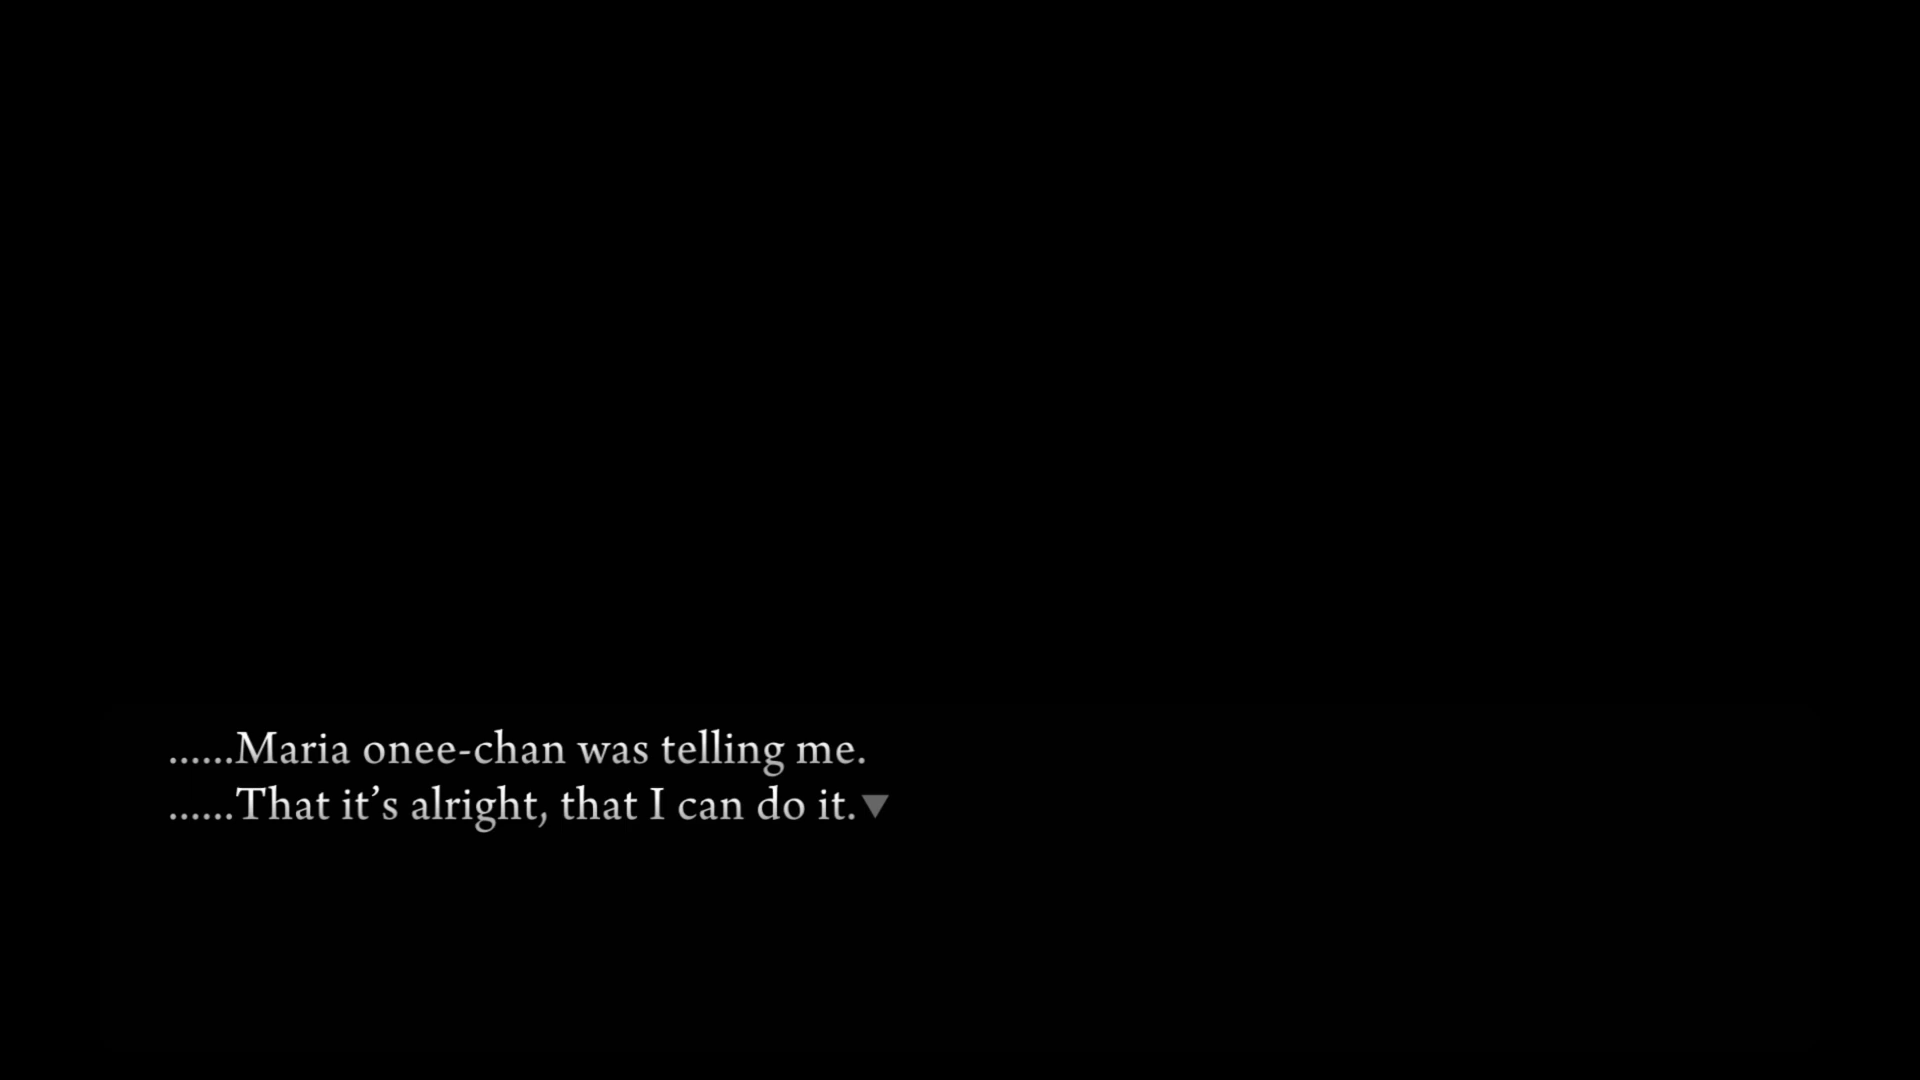 ......Maria onee-chan was telling me.
......That it’s alright, that I can do it.